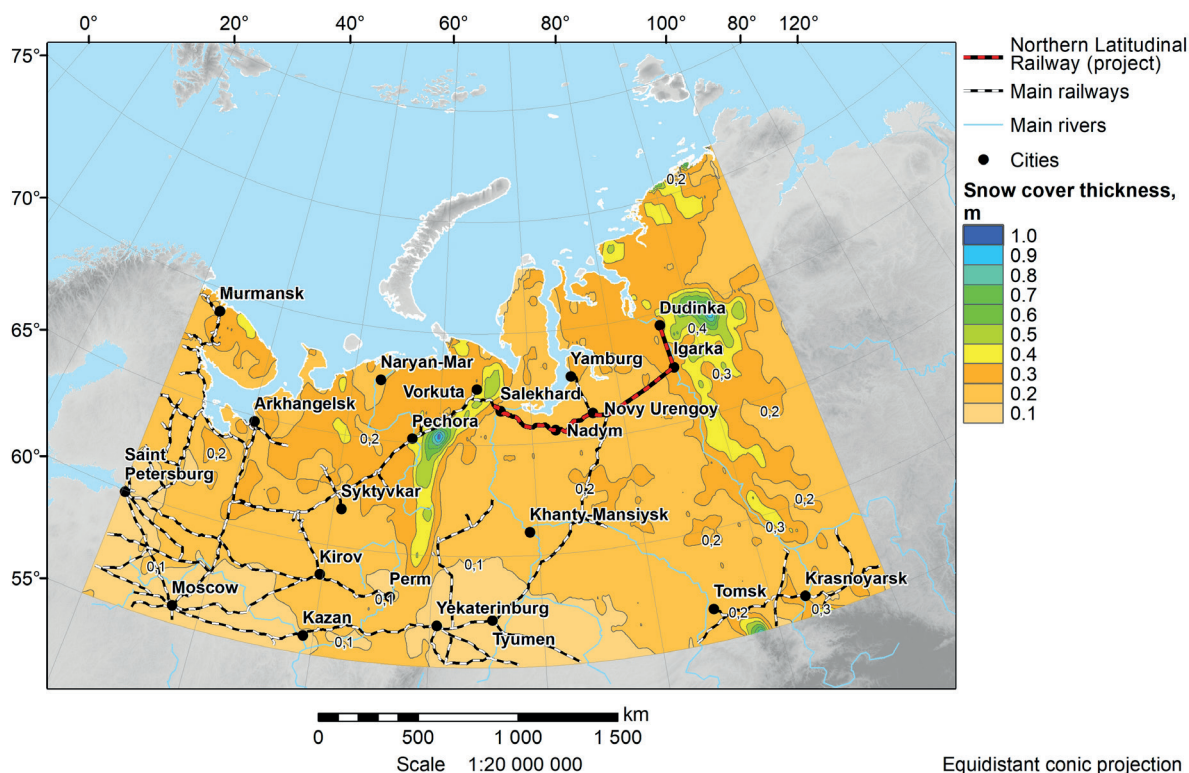 0° 20° 40° 60° 80° 100° 80° 120°
75°
70°
65°
60°
55°
Northern Latitudinal
Railway (project)
Main railways
Main rivers
Cities
Snow cover thickness,
m
1.0
0.9
0.8
0.7
0.6
0.5
0.4
0.3
0.2
0.1
0,2
Murmansk
Dudinka
0,4
Igarka
Naryan-Mar
Yamburg
0,3
Vorkuta
Salekhard
Arkhangelsk
Novy Urengoy
0,2
Pechora
Nadym
0,2
0,2
Saint
Petersburg
Syktyvkar
0,2
0,2
Khanty-Mansiysk
0,3
0,2
0,1
Kirov
0,1
Moscow
Perm
0,1
Tomsk
Krasnoyarsk
0,2
0,3
Kazan
Yekaterinburg
0,1
Tyumen
km
0 500 1 000 1 500
Scale 1:20 000 000
Equidistant conic projection